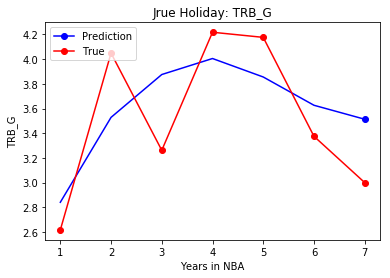 Jrue Holiday: TRB_G
Prediction
True
TRB_G
4.2
4.0
3.8
3.6
3.4
3.2
3.0
2.8
2.6
1 2 3 4 5 6 7
Years in NBA